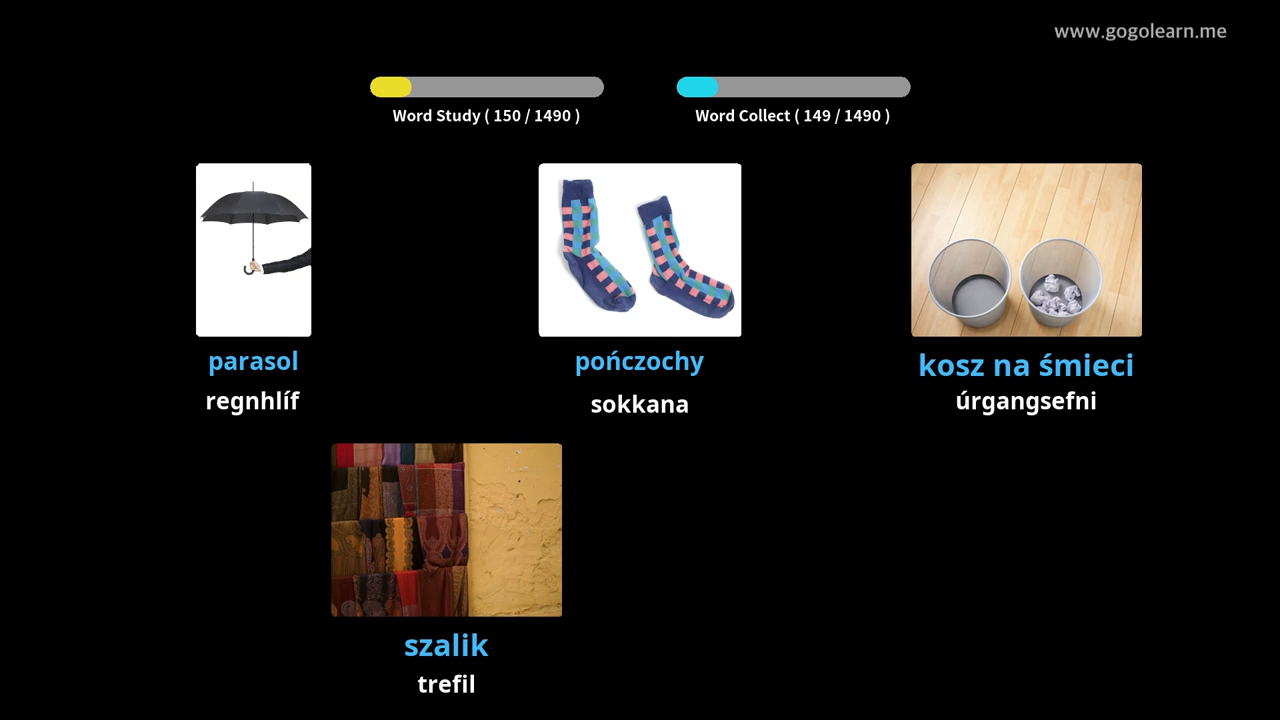 www.gogolearn.me
Word Study ( 150 / 1490 )
Word Collect ( 149 / 1490 )
parasol
regnhlíf
pończochy
sokkana
kosz na śmieci
úrgangsefni
szalik
trefil